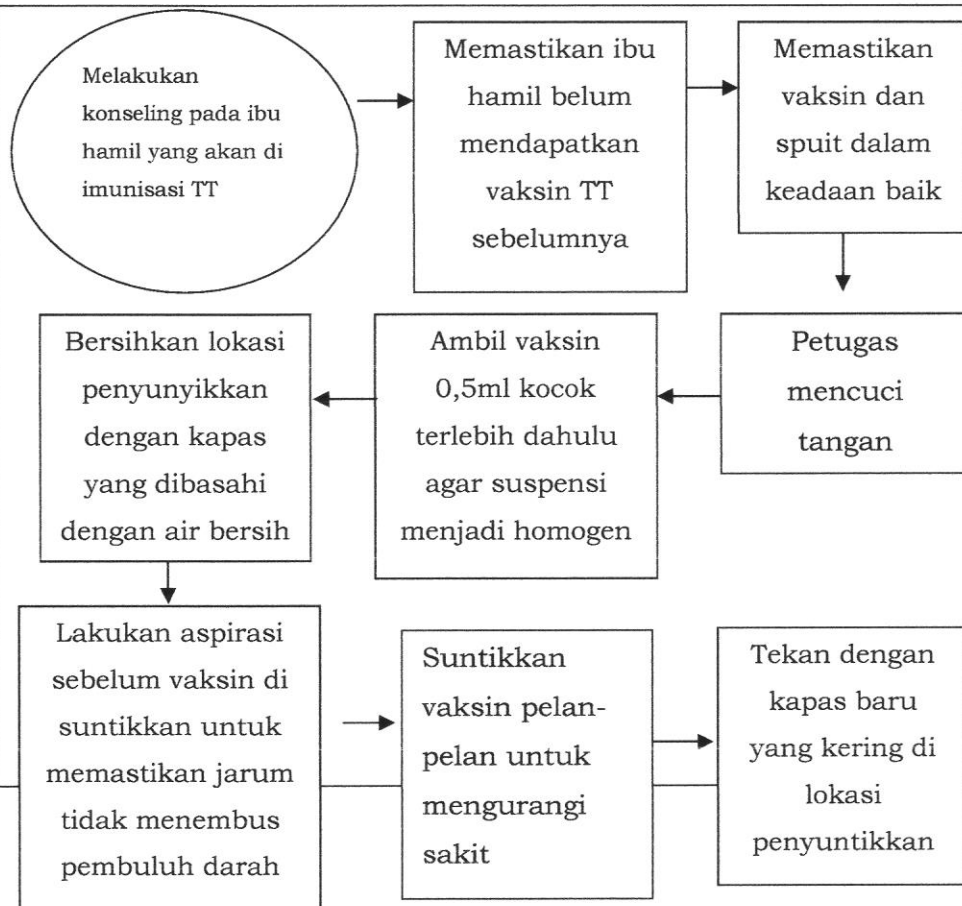 Melakukan
konseling pada ibu
hamil yang akan di
imunisasi TT
Memastikan ibu
hamil belum
mendapatkan
vaksin TT
sebelumnya
Memastikan
vaksin dan
spuit dalam
keadaan baik
Petugas
mencuci
tangan
Ambil vaksin
0,5ml kocok
terlebih dahulu
agar suspensi
menjadi homogen
Bersihkan lokasi
penyunyikkan
dengan kapas
yang dibasahi
dengan air bersih
Lakukan aspirasi
sebelum vaksin di
suntikkan untuk
memastikan jarum
tidak menembus
pembuluh darah
Suntikkan
vaksin pelan-
pelan untuk
mengurangi
sakit
Tekan dengan
kapas baru
yang kering di
lokasi
penyuntikkan